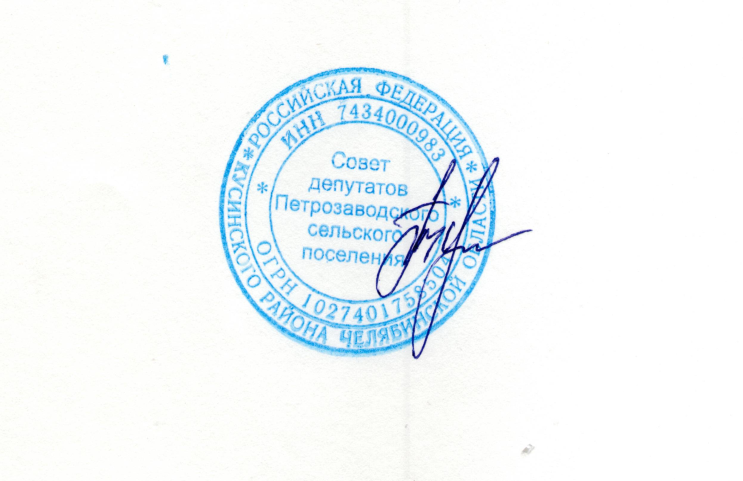 РОССИЙСКАЯ ФЕДЕРАЦИЯ
КУСИНСКОГО РАЙОНА ЧЕЛЯБИНСКОЙ ОБЛАСТИ
ИНН 7434000983
ОГРН 1027401758504
Совет
депутатов
Петрозаводского
сельского
поселения